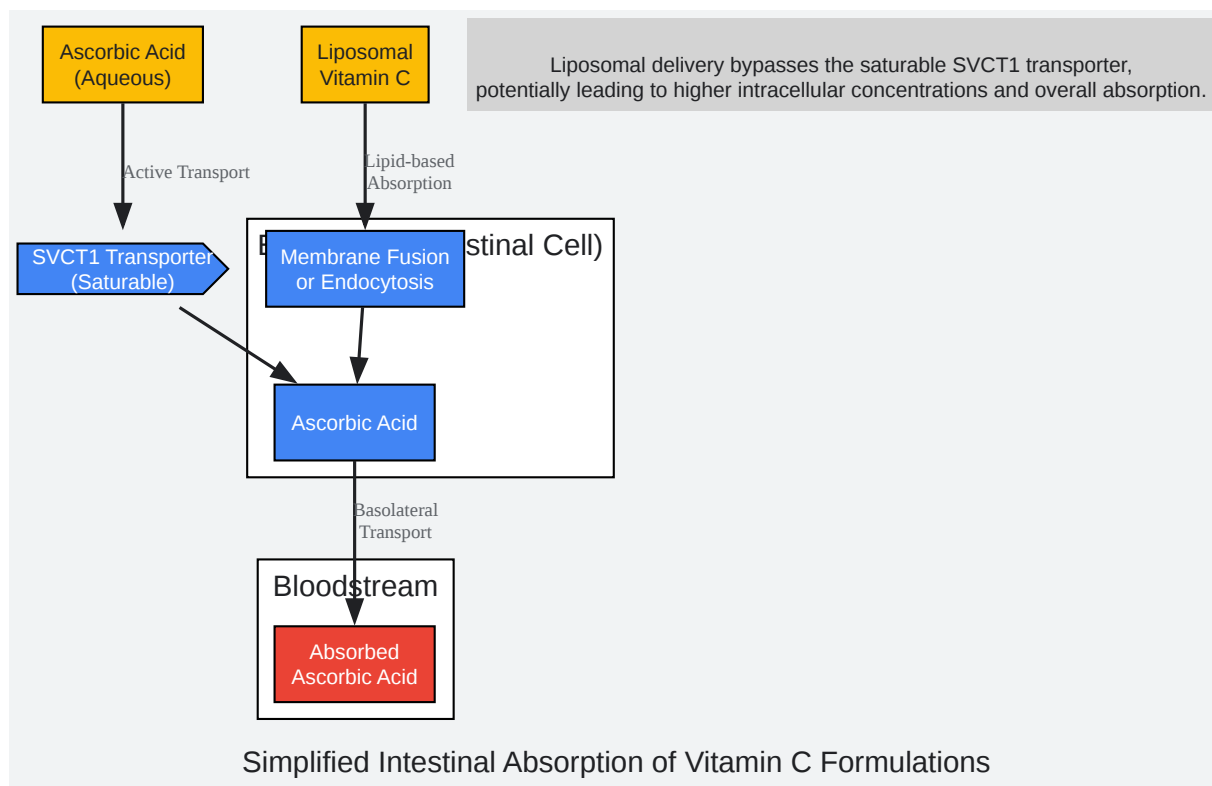 Ascorbic Acid
(Aqueous)
Liposomal
Vitamin C
Liposomal delivery bypasses the saturable SVCT1 transporter,
potentially leading to higher intracellular concentrations and overall absorption.
Active Transport
Lipid-based
Absorption
SVCT1 Transporter
(Saturable)
Cell)
Membrane Fusion
or Endocytosis
Ascorbic Acid
Basolateral
Transport
Bloodstream
Absorbed
Ascorbic Acid
Simplified Intestinal Absorption of Vitamin C Formulations